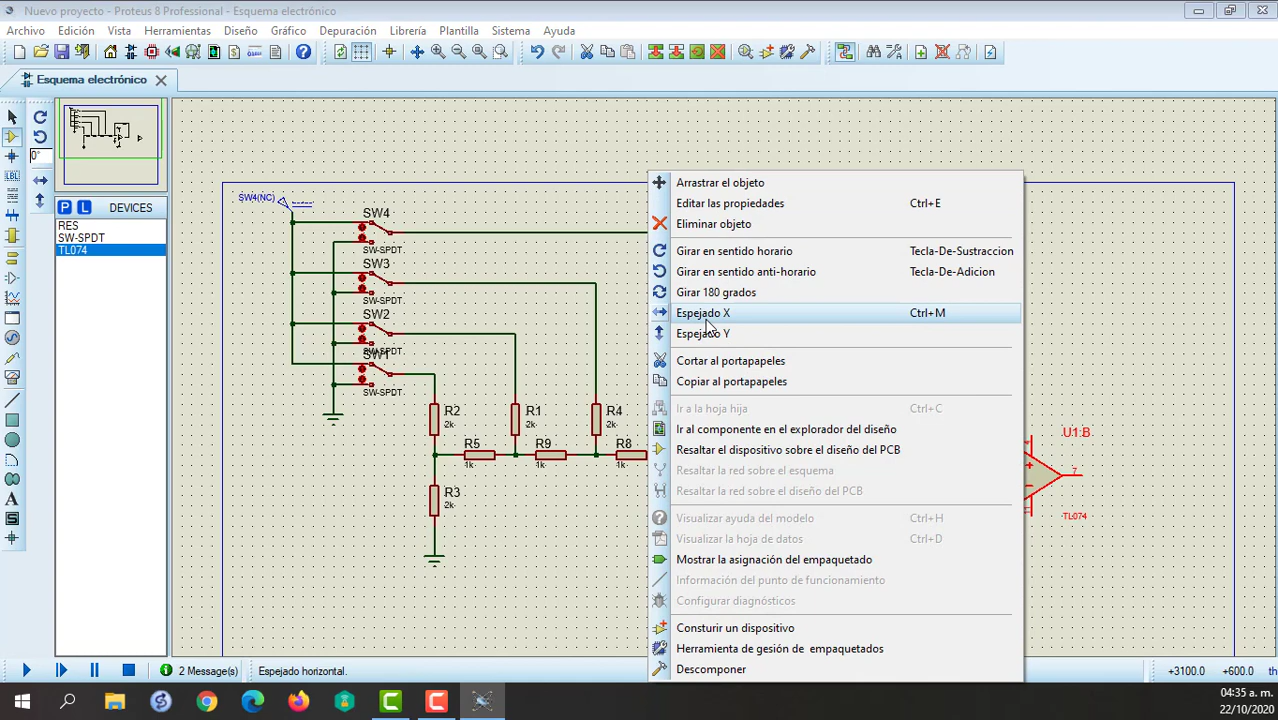 Nuevo proyecto - Proteus 8 Professional - Esquema electrónico
Archivo Edición Vista Herramientas Diseño Gráfico Depuración Librería Plantilla Sistema Ayuda
Esquema electrónico
0°
P L DEVICES
RES
SW-SPDT
TL074
SW4(NC)
SW4
SW-SPDT
SW3
SW-SPDT
SW2
SW-SPDT
SW1
SW-SPDT
R2
2k
R1
2k
R4
2k
R5
1k
R9
1k
R8
1k
R3
2k
U1:B
7
TL074
Arrastrar el objeto
Editar las propiedades Ctrl+E
Eliminar objeto
Girar en sentido horario Tecla-De-Sustraccion
Girar en sentido anti-horario Tecla-De-Adicion
Girar 180 grados
Espejado X Ctrl+M
Espejado Y
Cortar al portapapeles
Copiar al portapapeles
Ir a la hoja hija Ctrl+C
Ir al componente en el explorador del diseño
Resaltar el dispositivo sobre el diseño del PCB
Resaltar la red sobre el esquema
Resaltar la red sobre el diseño del PCB
Visualizar ayuda del modelo Ctrl+H
Visualizar la hoja de datos Ctrl+D
Mostrar la asignación del empaquetado
Información del punto de funcionamiento
Configurar diagnósticos
Consturir un dispositivo
Herramienta de gesión de empaquetados
Descomponer
2 Message(s) Espejado horizontal. +3100.0 +600.0 th
04:35 a. m.
22/10/2020